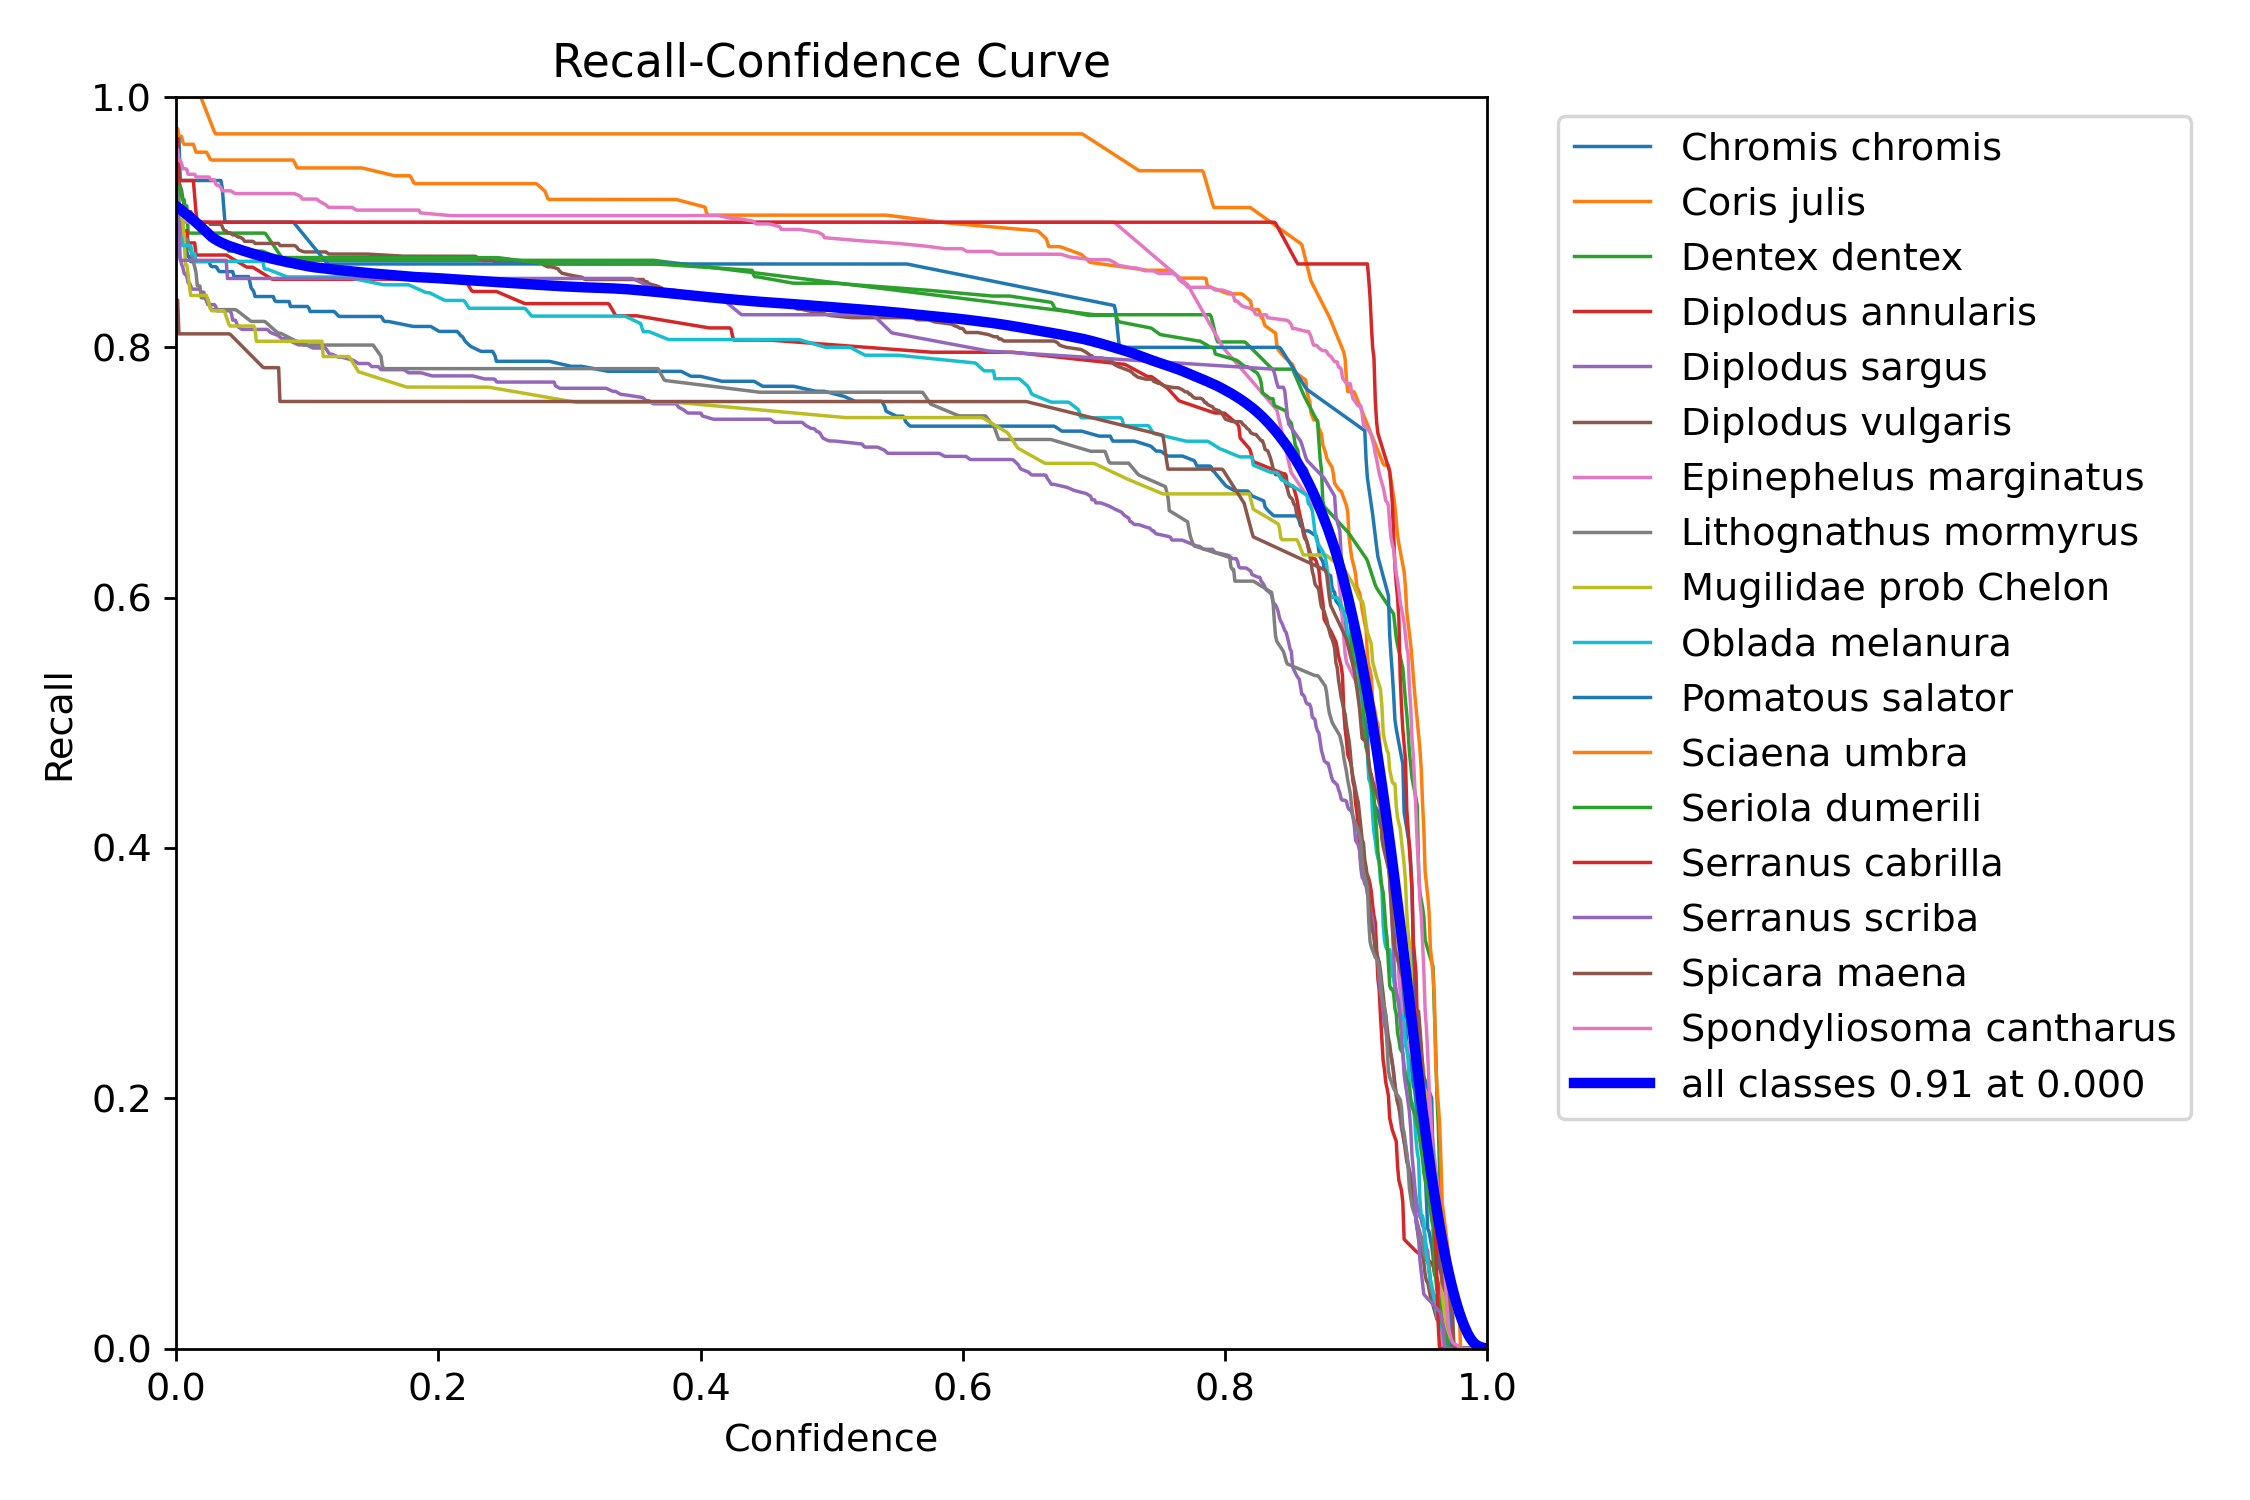 Recall-Confidence Curve
1.0
0.8
0.6
0.4
0.2
0.0
Recall
0.0 0.2 0.4 0.6 0.8 1.0
Confidence
Chromis chromis
Coris julis
Dentex dentex
Diplodus annularis
Diplodus sargus
Diplodus vulgaris
Epinephelus marginatus
Lithognathus mormyrus
Mugilidae prob Chelon
Oblada melanura
Pomatous salator
Sciaena umbra
Seriola dumerili
Serranus cabrilla
Serranus scriba
Spicara maena
Spondyliosoma cantharus
all classes 0.91 at 0.000